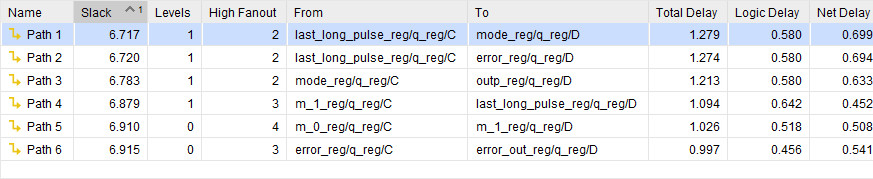 Name Slack 1 Levels High Fanout From To Total Delay Logic Delay Net Delay
Path 1 6.717 1 2 last_long_pulse_reg/q_reg/C mode_reg/q_reg/D 1.279 0.580 0.699
Path 2 6.720 1 2 last_long_pulse_reg/q_reg/C error_reg/q_reg/D 1.274 0.580 0.694
Path 3 6.783 1 2 mode_reg/q_reg/C outp_reg/q_reg/D 1.213 0.580 0.633
Path 4 6.879 1 3 m_1_reg/q_reg/C last_long_pulse_reg/q_reg/D 1.094 0.642 0.452
Path 5 6.910 0 4 m_0_reg/q_reg/C m_1_reg/q_reg/D 1.026 0.518 0.508
Path 6 6.915 0 3 error_reg/q_reg/C error_out_reg/q_reg/D 0.997 0.456 0.541